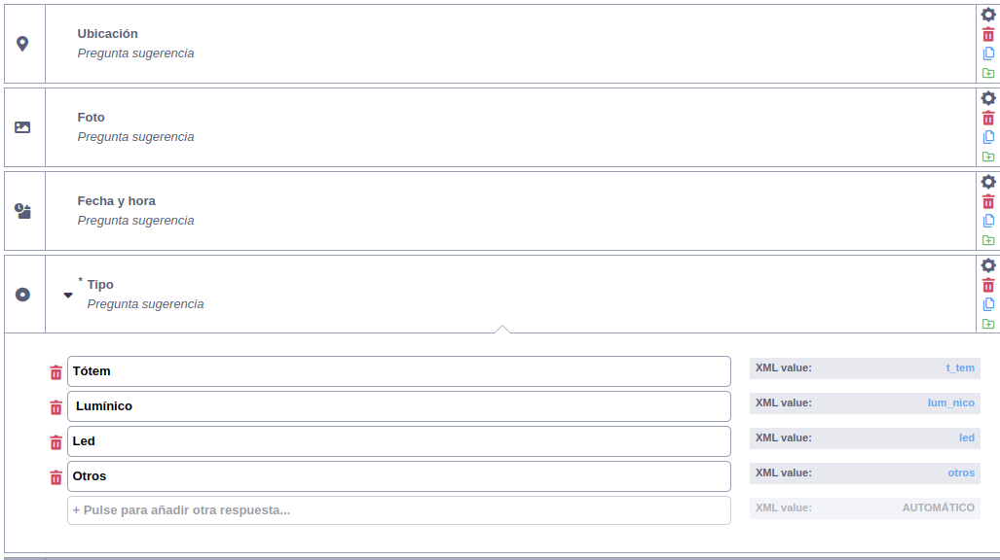 Ubicación
Pregunta sugerencia
Foto
Pregunta sugerencia
Fecha y hora
Pregunta sugerencia
* Tipo
Pregunta sugerencia
Tótem XML value: t_tem
Lumínico XML value: lum_nico
Led XML value: led
Otros XML value: otros
+ Pulse para añadir otra respuesta... XML value: AUTOMÁTICO